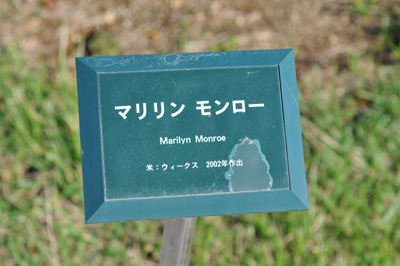 マリリン モンロー
Marilyn Monroe
米：ウィークス 2002年作出